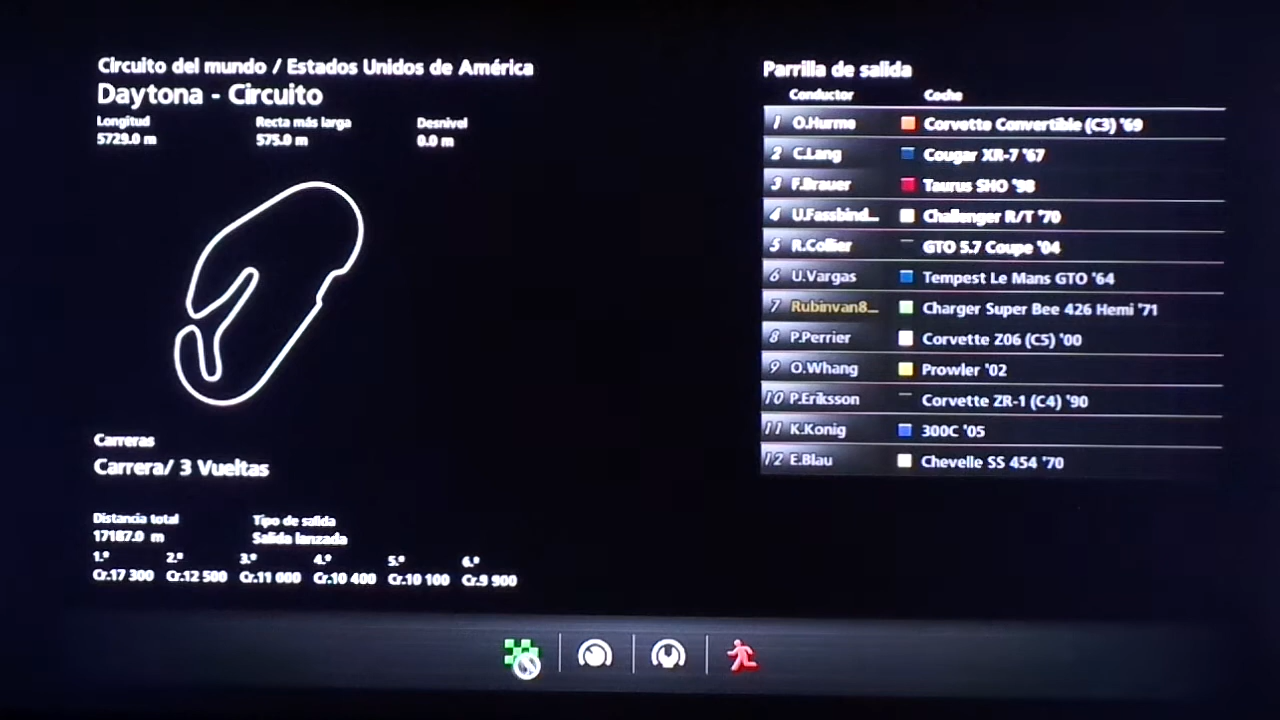 Circuito del mundo / Estados Unidos de América
Daytona - Circuito
Longitud Recta más larga Desnivel
5729.0 m 575.0 m 0.0 m
Carreras
Carrera/ 3 Vueltas
Distancia total Tipo de salida
17187.0 m Salida lanzada
1.º 2.º 3.º 4.º 5.º 6.º
Cr.17 300 Cr.12 500 Cr.11 600 Cr.10 400 Cr.10 100 Cr.9 900
Parrilla de salida
Conductor Coche
1 O.Hurme Corvette Convertible (C3) '69
2 C.Lang Cougar XR-7 '67
3 F.Brauer Taurus SHO '98
4 U.Fassbind... Challenger R/T '70
5 R.Collier GTO 5.7 Coupe '04
6 U.Vargas Tempest Le Mans GTO '64
7 Rubinvan8... Charger Super Bee 426 Hemi '71
8 P.Perrier Corvette Z06 (C5) '00
9 O.Whang Prowler '02
10 P.Eriksson Corvette ZR-1 (C4) '90
11 K.Konig 300C '05
12 E.Blau Chevelle SS 454 '70